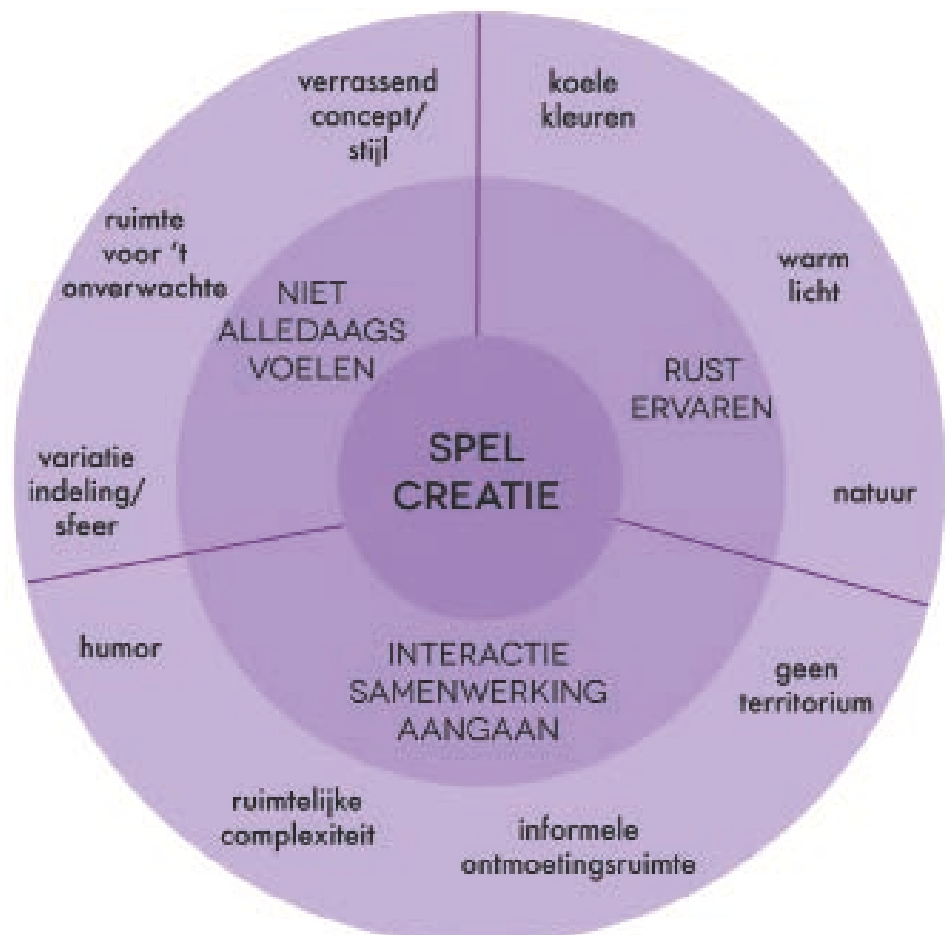 verrassend
concept/
stijl
koele
kleuren
ruimte
voor ‘t
onverwachte
warm
licht
NIET
ALLEDAAGS
VOELEN
RUST
ERVAREN
SPEL
CREATIE
variatie
indeling/
sfeer
natuur
humor
INTERACTIE
SAMENWERKING
AANGAAN
geen
territorium
ruimtelijke
complexiteit
informele
ontmoetingsruimte